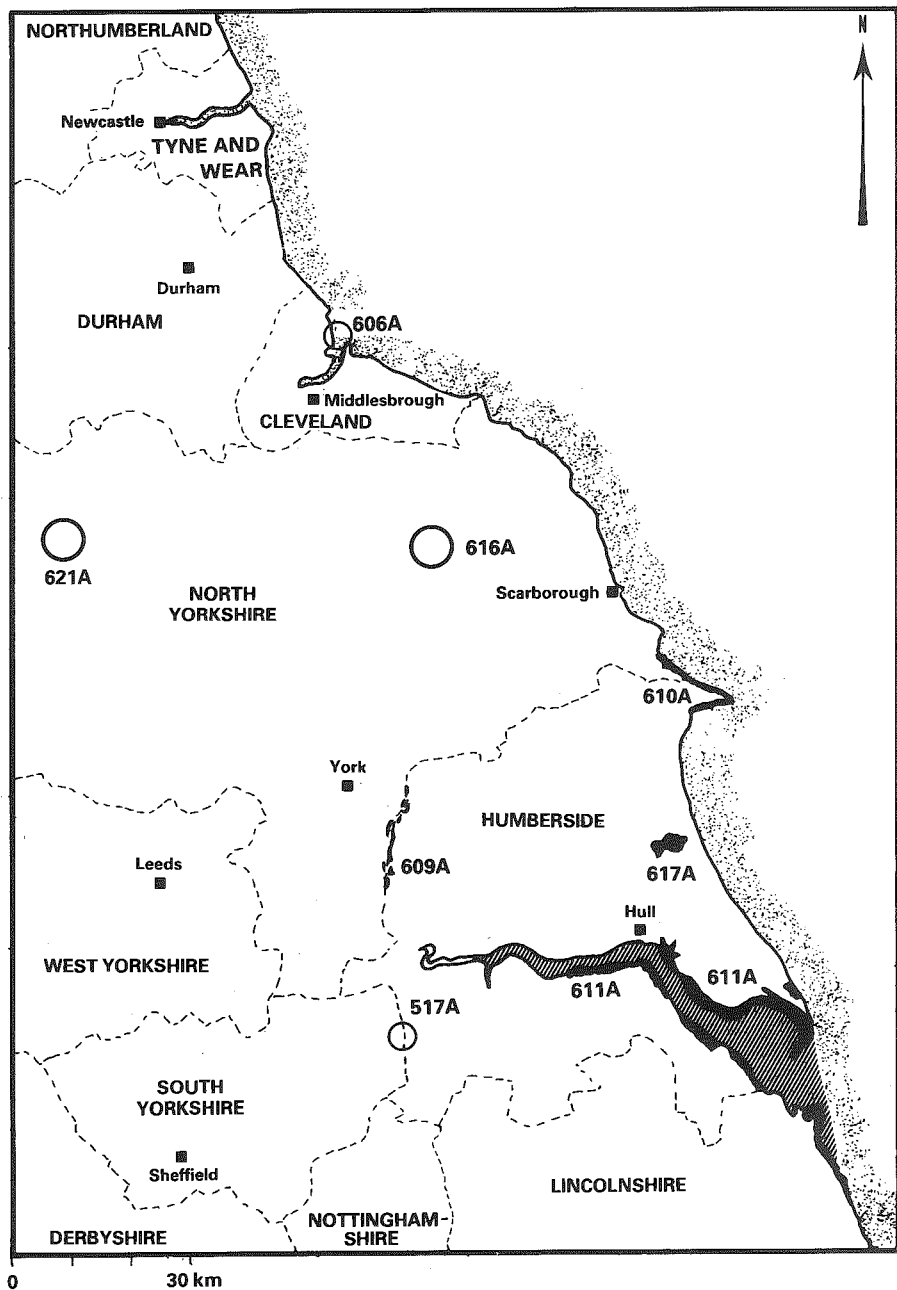 NORTHUMBERLAND
N
Newcastle
TYNE AND
WEAR
Durham
DURHAM
606A
Middlesbrough
CLEVELAND
621A
616A
NORTH
YORKSHIRE
Scarborough
610A
York
HUMBERSIDE
609A
617A
Leeds
Hull
WEST YORKSHIRE
611A
611A
517A
SOUTH
YORKSHIRE
Sheffield
LINCOLNSHIRE
NOTTINGHAM-
SHIRE
DERBYSHIRE
0
30 km